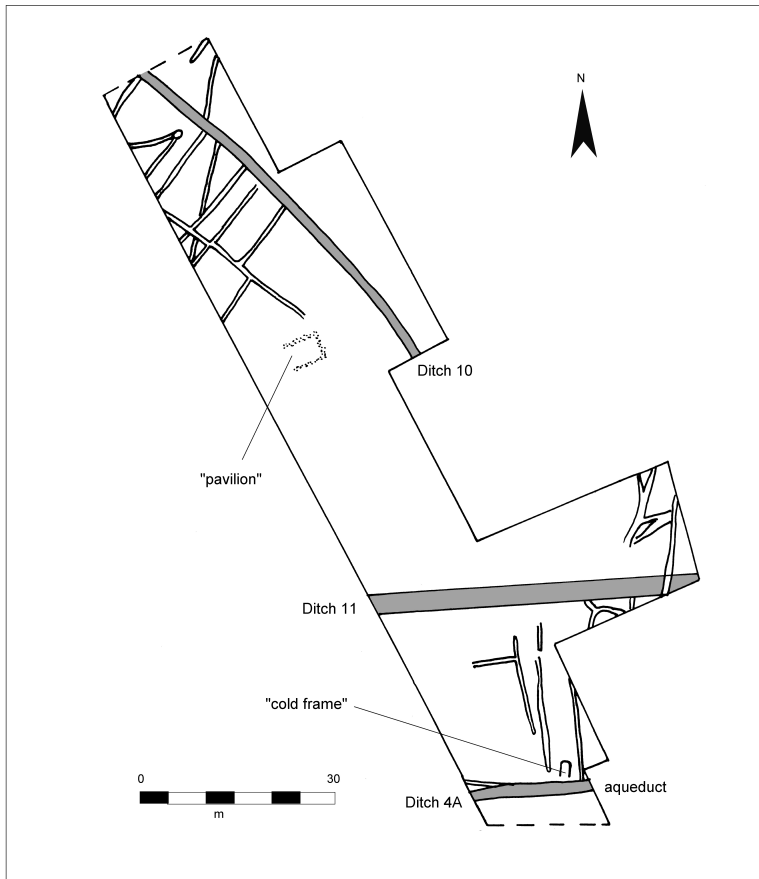 N
Ditch 10
"pavilion"
Ditch 11
"cold frame"
0 30
m
Ditch 4A
aqueduct